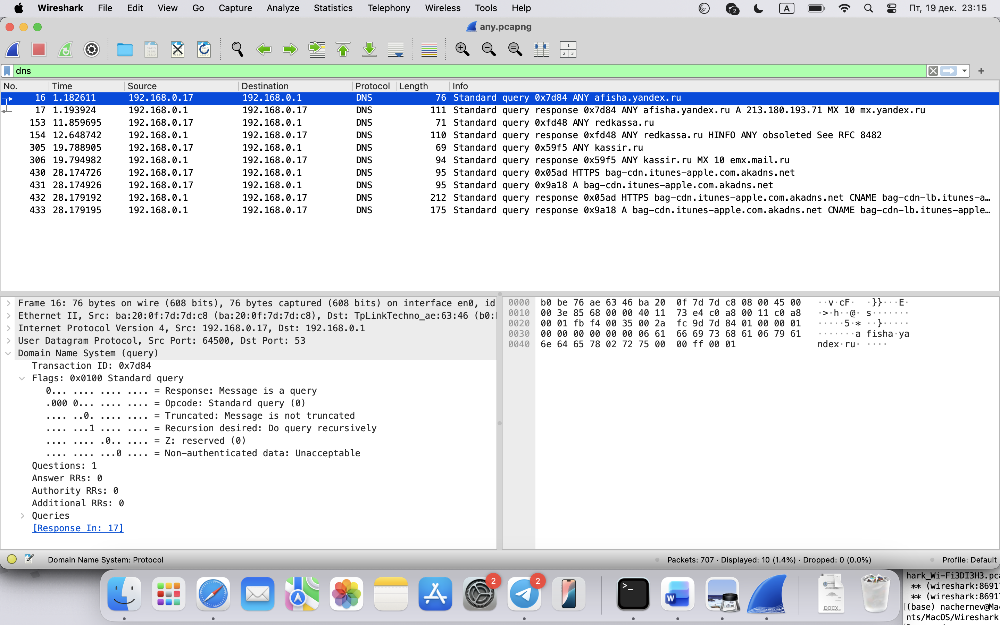 Wireshark File Edit View Go Capture Analyze Statistics Telephony Wireless Tools Help 2 A Пт, 19 дек. 23:15
any.pcapng
dns
No. Time Source Destination Protocol Length Info
16 1.182611 192.168.0.17 192.168.0.1 DNS 76 Standard query 0x7d84 ANY afisha.yandex.ru
17 1.193924 192.168.0.1 192.168.0.17 DNS 111 Standard query response 0x7d84 ANY afisha.yandex.ru A 213.180.193.71 MX 10 mx.yandex.ru
153 11.859695 192.168.0.17 192.168.0.1 DNS 71 Standard query 0xfd48 ANY redkassa.ru
154 12.648742 192.168.0.1 192.168.0.17 DNS 110 Standard query response 0xfd48 ANY redkassa.ru HINFO ANY obsoleted See RFC 8482
305 19.788905 192.168.0.17 192.168.0.1 DNS 69 Standard query 0x59f5 ANY kassir.ru
306 19.794982 192.168.0.1 192.168.0.17 DNS 94 Standard query response 0x59f5 ANY kassir.ru MX 10 emx.mail.ru
430 28.174726 192.168.0.17 192.168.0.1 DNS 95 Standard query 0x05ad HTTPS bag-cdn.itunes-apple.com.akadns.net
431 28.174926 192.168.0.17 192.168.0.1 DNS 95 Standard query 0x9a18 A bag-cdn.itunes-apple.com.akadns.net
432 28.179192 192.168.0.1 192.168.0.17 DNS 212 Standard query response 0x05ad HTTPS bag-cdn.itunes-apple.com.akadns.net CNAME bag-cdn-lb.itunes-a…
433 28.179195 192.168.0.1 192.168.0.17 DNS 175 Standard query response 0x9a18 A bag-cdn.itunes-apple.com.akadns.net CNAME bag-cdn-lb.itunes-apple…
Frame 16: 76 bytes on wire (608 bits), 76 bytes captured (608 bits) on interface en0, id
Ethernet II, Src: ba:20:0f:7d:7d:c8 (ba:20:0f:7d:7d:c8), Dst: TpLinkTechno_ae:63:46 (b0:
Internet Protocol Version 4, Src: 192.168.0.17, Dst: 192.168.0.1
User Datagram Protocol, Src Port: 64500, Dst Port: 53
Domain Name System (query)
Transaction ID: 0x7d84
Flags: 0x0100 Standard query
0... .... .... .... = Response: Message is a query
.000 0... .... .... = Opcode: Standard query (0)
.... ..0. .... .... = Truncated: Message is not truncated
.... ...1 .... .... = Recursion desired: Do query recursively
.... .... .0.. .... = Z: reserved (0)
.... .... ...0 .... = Non-authenticated data: Unacceptable
Questions: 1
Answer RRs: 0
Authority RRs: 0
Additional RRs: 0
Queries
[Response In: 17]
0000 b0 be 76 ae 63 46 ba 20 0f 7d 7d c8 08 00 45 00 ··v·cF· ·}}···E·
0010 00 3e 85 68 00 00 40 11 73 e4 c0 a8 00 11 c0 a8 ·>·h··@· s·······
0020 00 01 fb f4 00 35 00 2a fc 9d 7d 84 01 00 00 01 ·····5·* ··}·····
0030 00 00 00 00 00 00 06 61 66 69 73 68 61 06 79 61 ·······a fisha·ya
0040 6e 64 65 78 02 72 75 00 00 ff 00 01 ndex·ru· ····
Domain Name System: Protocol Packets: 707 · Displayed: 10 (1.4%) · Dropped: 0 (0.0%) Profile: Default
2 2
W
DOCX
hark_Wi-Fi3DI3H3.pca
** (wireshark:8691
** (wireshark:8691
(base) nachernev@Mac
nts/MacOS/Wireshark